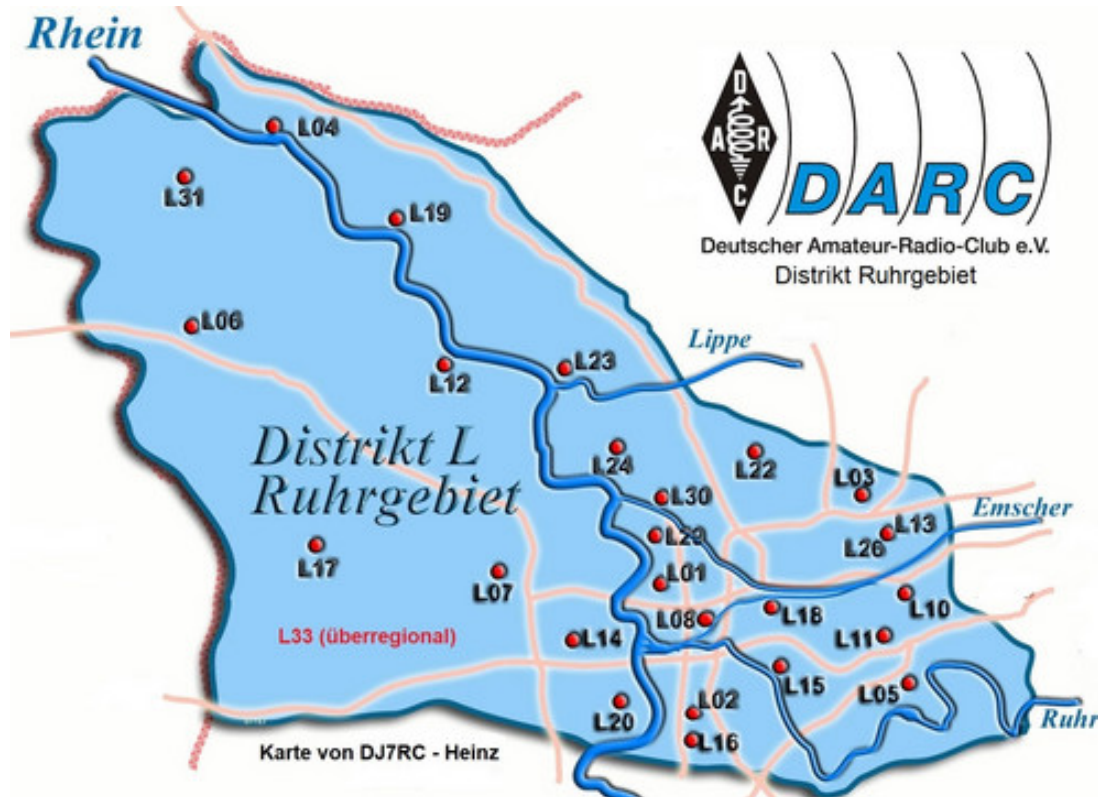 Rhein
D
A R
C
DARC
Deutscher Amateur-Radio-Club e.V.
Distrikt Ruhrgebiet
L04
L31
L19
L06
Lippe
L23
L12
Distrikt L
Ruhrgebiet
L24
L22
L03
L30
Emscher
L13
L29
L26
L17
L07
L01
L10
L08
L18
L33 (überregional)
L14
L11
L15
L05
L20
L02
Ruhr
L16
Karte von DJ7RC - Heinz